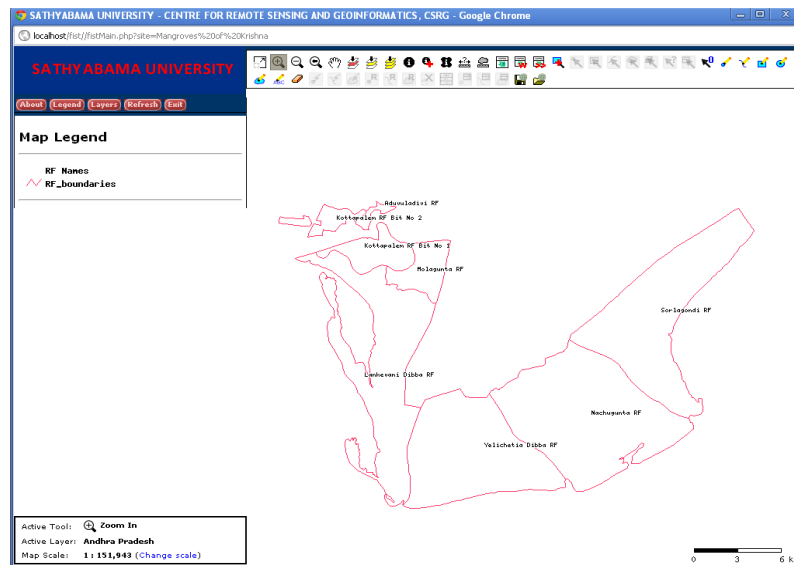 SATHYABAMA UNIVERSITY - CENTRE FOR REMOTE SENSING AND GEOINFORMATICS, CSRG - Google Chrome
localhost/fist//fistMain.php?site=Mangroves%20of%20Krishna
SATHYABAMA UNIVERSITY
About Legend Layers Refresh Exit
Map Legend
RF Names
RF_boundaries
Aduvuladivi RF
Kottapalem RF Bit No 2
Kottapalem RF Bit No 1
Molagunta RF
Sorlagondi RF
Lankevani Dibba RF
Nachugunta RF
Yelichetla Dibba RF
Active Tool: Zoom In
Active Layer: Andhra Pradesh
Map Scale: 1 : 151,943 (Change scale)
0 3 6 k